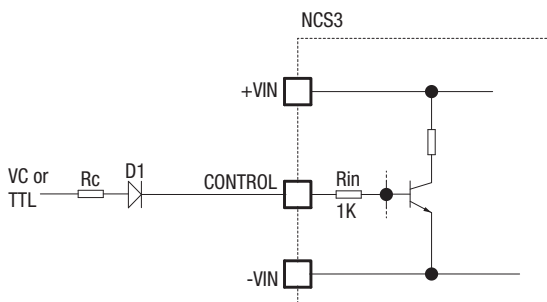 NCS3
+VIN
VC or
TTL
Rc
D1
CONTROL
Rin
1K
-VIN